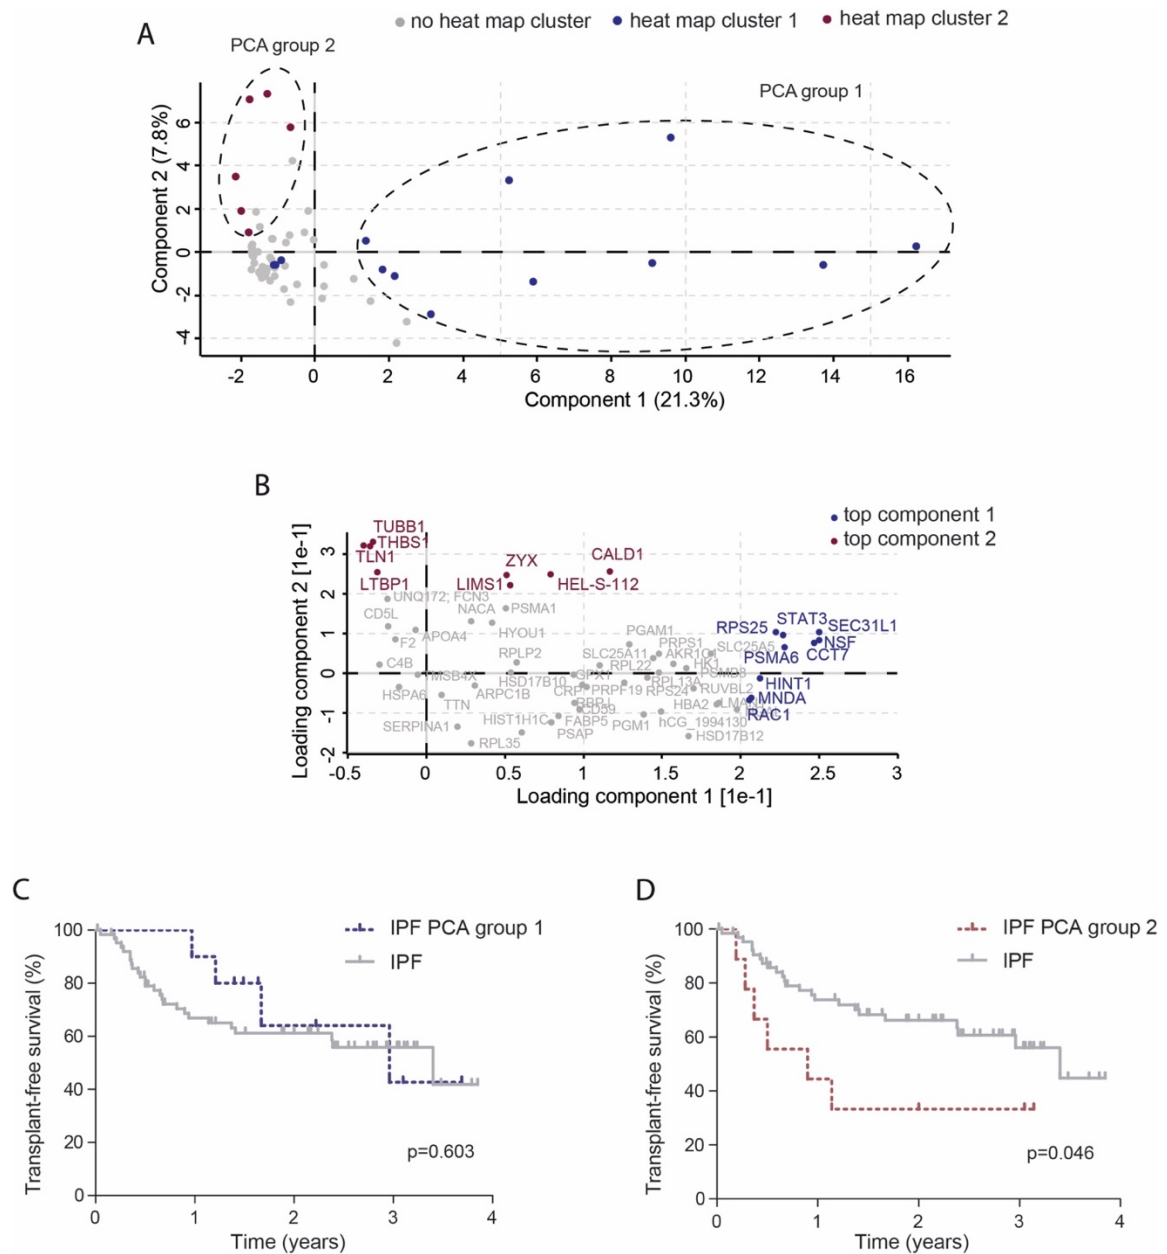 A
no heat map cluster
heat map cluster 1
heat map cluster 2
PCA group 2
PCA group 1
Component 2 (7.8%)
6
4
2
0
-2
-4
-2 0 2 4 6 8 10 12 14 16
Component 1 (21.3%)
B
top component 1
top component 2
Loading component 2 [1e-1]
3
2
1
0
-1
-2
TUBB1
THBS1
TLN1
LTBP1
ZYX
CALD1
LIMS1
HEL-S-112
UNQ172; FCN3
CD5L
NACA
PSMA1
F2
APOA4
HYOU1
C4B
RPLP2
PGAM1
PRPS1
SLC25A11
AKR1C1
SLC25A5
RPL22
HK1
PSMD3
RPS25
STAT3
SEC31L1
NSF
PSMA6
CCT7
HINT1
MNDA
RAC1
TMSB4X
HSD17B10
GPX1
HSPA6
TTN
ARPC1B
CRP
PRPF19
RPL13A
RPS24
RUVBL2
CD59
HBA2
SERPINA1
HIST1H1C
FABP5
PSAP
PGM1
hCG_1994130
HSD17B12
RPL35
-0.5 0 0.5 1 1.5 2 2.5 3
Loading component 1 [1e-1]
C
IPF PCA group 1
IPF
Transplant-free survival (%)
100
80
60
40
20
0
p=0.603
0 1 2 3 4
Time (years)
D
IPF PCA group 2
IPF
Transplant-free survival (%)
100
80
60
40
20
0
p=0.046
0 1 2 3 4
Time (years)